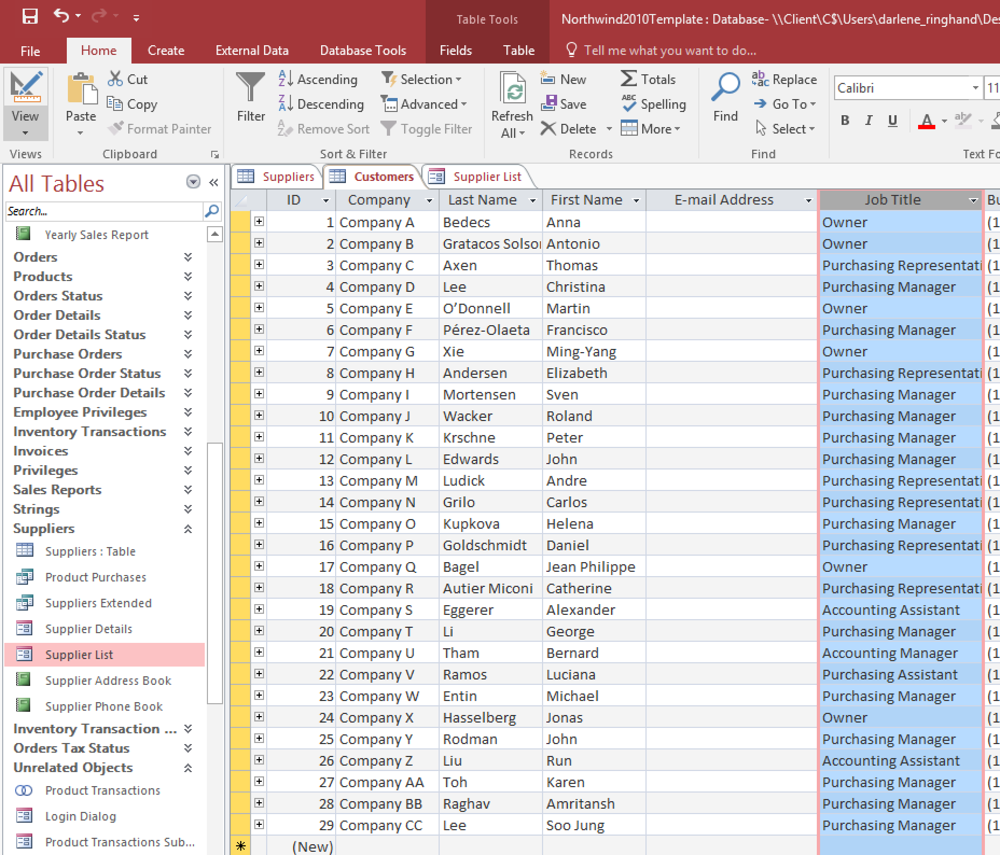 Table Tools
Northwind2010Template : Database- \\Client\C$\Users\darlene_ringhand\Des
File Home Create External Data Database Tools Fields Table Tell me what you want to do...
View
Paste
Cut
Copy
Format Painter
Filter
Ascending
Descending
Remove Sort
Selection
Advanced
Toggle Filter
Refresh
All
New
Save
Delete
Totals
Spelling
More
Find
Replace
Go To
Select
Calibri 11
B I U A
Views Clipboard Sort & Filter Records Find Text Fo
All Tables
Search...
Yearly Sales Report
Orders
Products
Orders Status
Order Details
Order Details Status
Purchase Orders
Purchase Order Status
Purchase Order Details
Employee Privileges
Inventory Transactions
Invoices
Privileges
Sales Reports
Strings
Suppliers
Suppliers : Table
Product Purchases
Suppliers Extended
Supplier Details
Supplier List
Supplier Address Book
Supplier Phone Book
Inventory Transaction ...
Orders Tax Status
Unrelated Objects
Product Transactions
Login Dialog
Product Transactions Sub...
Suppliers Customers Supplier List
ID Company Last Name First Name E-mail Address Job Title Bu
1 Company A Bedecs Anna Owner (1
2 Company B Gratacos Solsor Antonio Owner (1
3 Company C Axen Thomas Purchasing Representati (1
4 Company D Lee Christina Purchasing Manager (1
5 Company E O’Donnell Martin Owner (1
6 Company F Pérez-Olaeta Francisco Purchasing Manager (1
7 Company G Xie Ming-Yang Owner (1
8 Company H Andersen Elizabeth Purchasing Representati (1
9 Company I Mortensen Sven Purchasing Manager (1
10 Company J Wacker Roland Purchasing Manager (1
11 Company K Krschne Peter Purchasing Manager (1
12 Company L Edwards John Purchasing Manager (1
13 Company M Ludick Andre Purchasing Representati (1
14 Company N Grilo Carlos Purchasing Representati (1
15 Company O Kupkova Helena Purchasing Manager (1
16 Company P Goldschmidt Daniel Purchasing Representati (1
17 Company Q Bagel Jean Philippe Owner (1
18 Company R Autier Miconi Catherine Purchasing Representati (1
19 Company S Eggerer Alexander Accounting Assistant (1
20 Company T Li George Purchasing Manager (1
21 Company U Tham Bernard Accounting Manager (1
22 Company V Ramos Luciana Purchasing Assistant (1
23 Company W Entin Michael Purchasing Manager (1
24 Company X Hasselberg Jonas Owner (1
25 Company Y Rodman John Purchasing Manager (1
26 Company Z Liu Run Accounting Assistant (1
27 Company AA Toh Karen Purchasing Manager (1
28 Company BB Raghav Amritansh Purchasing Manager (1
29 Company CC Lee Soo Jung Purchasing Manager (1
(New)